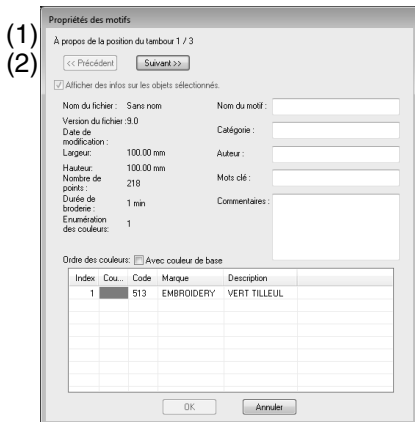 Propriétés des motifs
(1) À propos de la position du tambour 1 / 3
(2) << Précédent Suivant >>
Afficher des infos sur les objets sélectionnés.
Nom du fichier : Sans nom Nom du motif :
Version du fichier :9.0
Date de modification : Catégorie :
Largeur: 100.00 mm Auteur :
Hauteur: 100.00 mm
Nombre de points : 218 Mots clé :
Durée de broderie : 1 min Commentaires :
Enumération des couleurs: 1
Ordre des couleurs: Avec couleur de base
Index Cou... Code Marque Description
1 513 EMBROIDERY VERT TILLEUL
OK Annuler